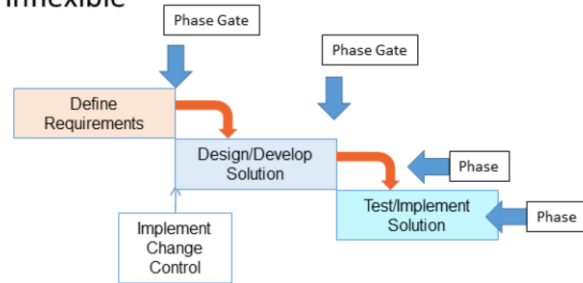 Inflexible
Phase Gate
Phase Gate
Define
Requirements
Design/Develop
Solution
Phase
Test/Implement
Solution
Phase
Implement
Change
Control